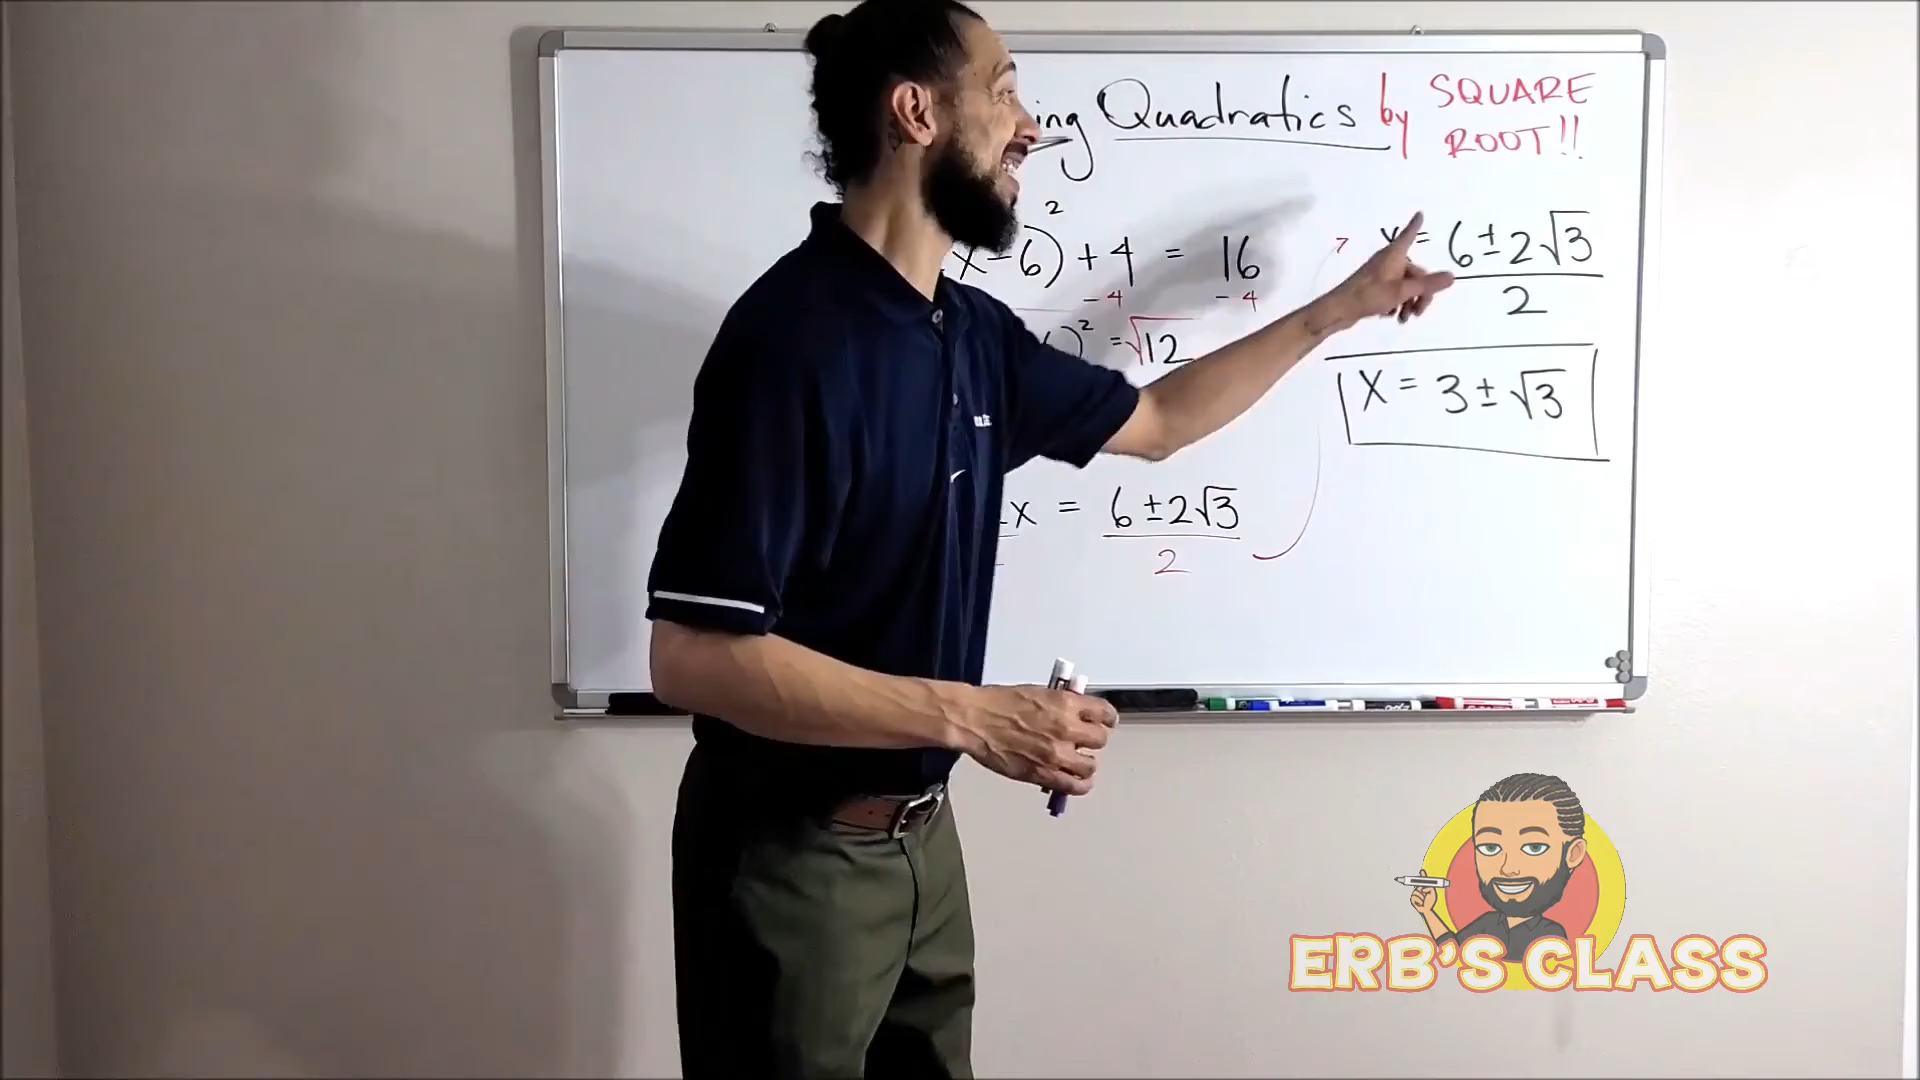 ing Quadratics by SQUARE ROOT!!
x-6)² + 4 = 16
-4 -4
)² = √12
x = 6 ± 2√3
2
= 6 ± 2√3
2
X = 3 ± √3
ERB'S CLASS